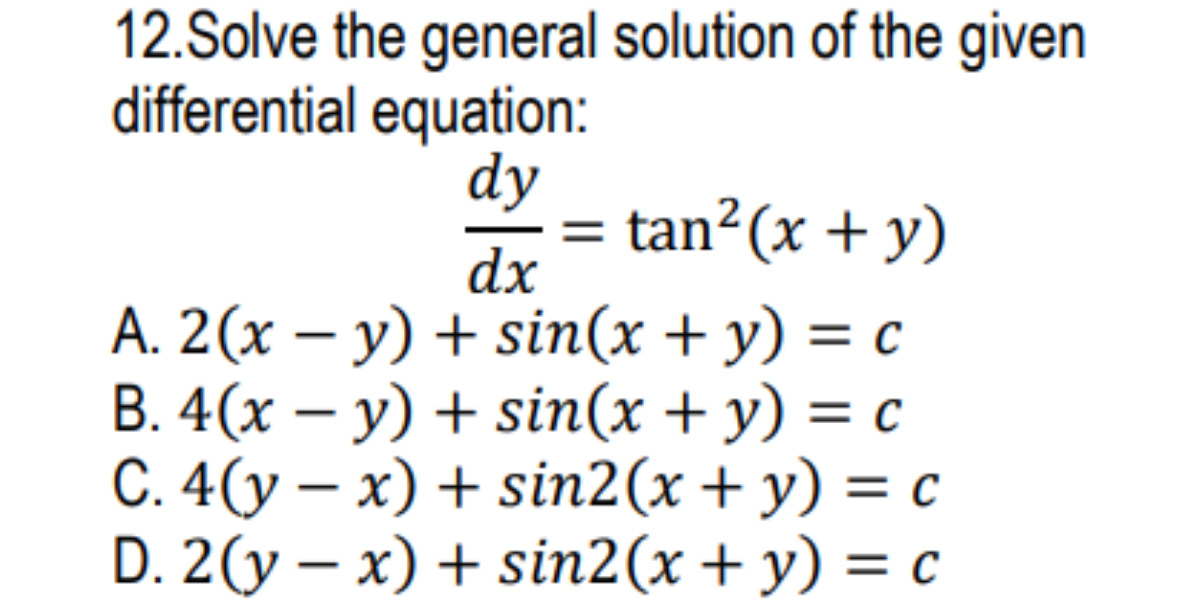 12.Solve the general solution of the given
differential equation:
dy
dx
= tan²(x + y)
A. 2(x − y) + sin(x + y) = c
B. 4(x − y) + sin(x + y) = c
C. 4(y − x) + sin2(x + y) = c
D. 2(y − x) + sin2(x + y) = c